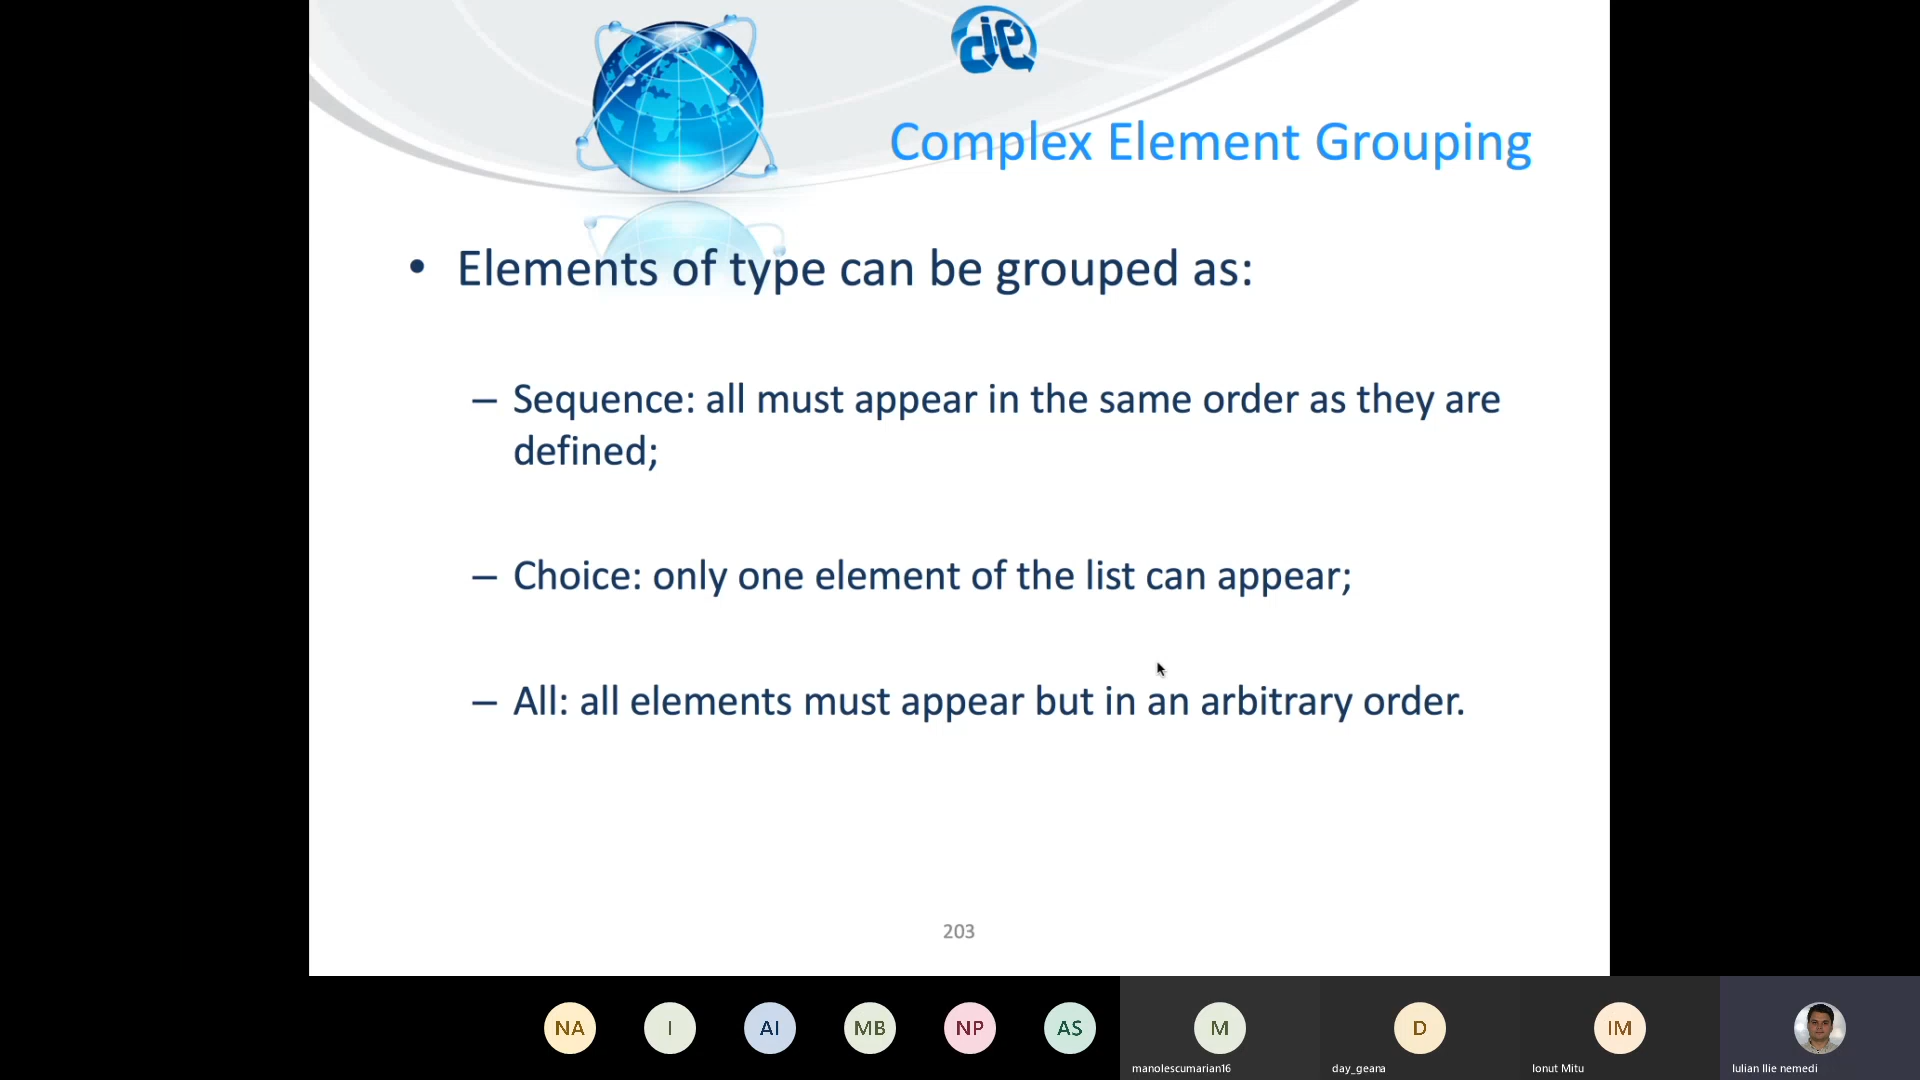 die
Complex Element Grouping
• Elements of type can be grouped as:
– Sequence: all must appear in the same order as they are
defined;
– Choice: only one element of the list can appear;
– All: all elements must appear but in an arbitrary order.
203
NA I AI MB NP AS M D IM
manolescumarian16 day_geana Ionut Mitu Iulian Ilie nemedi